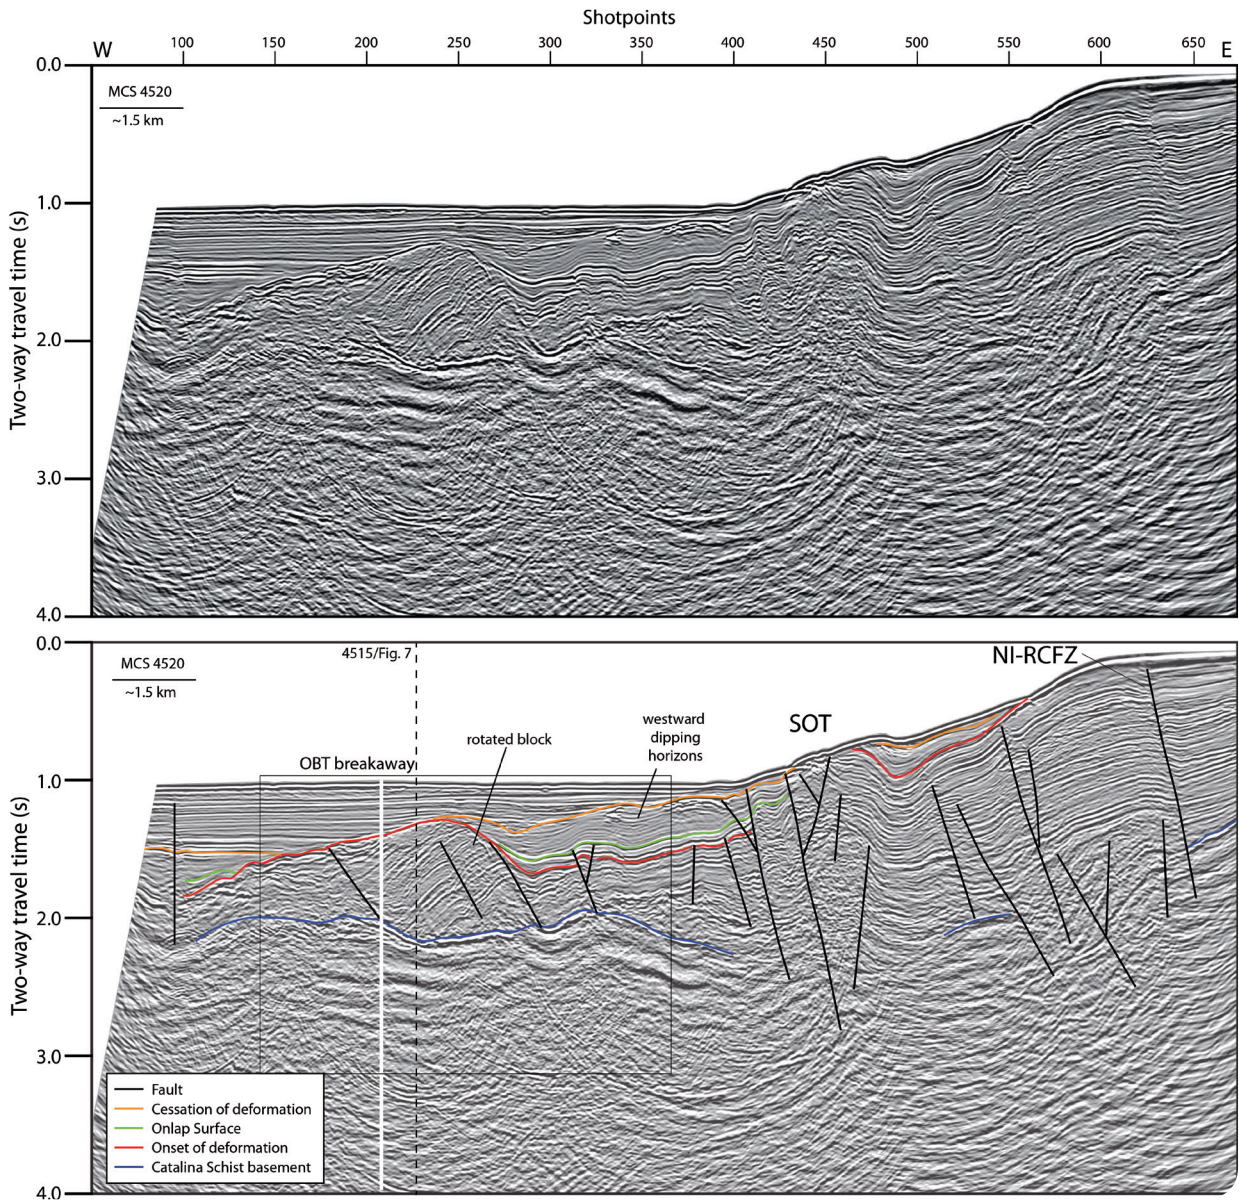 Shotpoints
W 100 150 200 250 300 350 400 450 500 550 600 650 E
0.0
MCS 4520
~1.5 km
1.0
Two-way travel time (s)
2.0
3.0
4.0
0.0
4515/Fig. 7
NI-RCFZ
MCS 4520
~1.5 km
westward
dipping
horizons
SOT
rotated block
OBT breakaway
1.0
Two-way travel time (s)
2.0
3.0
Fault
Cessation of deformation
Onlap Surface
Onset of deformation
Catalina Schist basement
4.0